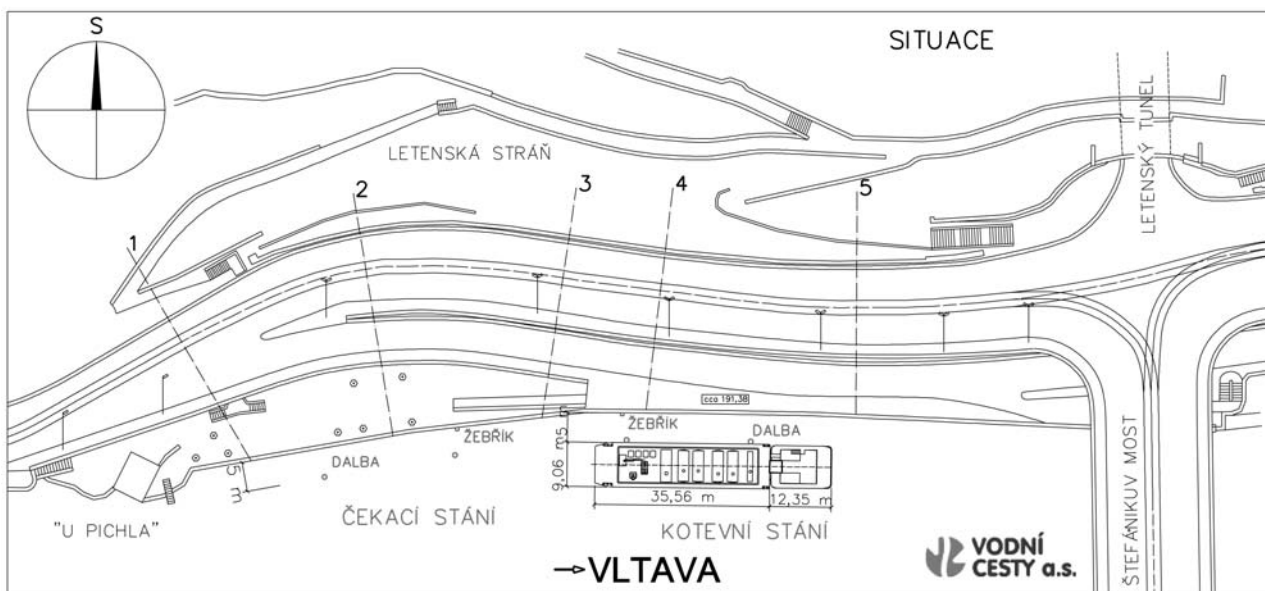 S
SITUACE
LETENSKÝ TUNEL
LETENSKÁ STRÁŇ
1
2
3
4
5
cca 191,38
ŽEBŘÍK
ŽEBŘÍK
DALBA
DALBA
5 m
5 m
9,06 m
35,56 m
12,35 m
"U PICHLA"
ČEKACÍ STÁNÍ
KOTEVNÍ STÁNÍ
VLTAVA
VODNÍ
CESTY a.s.
ŠTEFÁNIKUV MOST